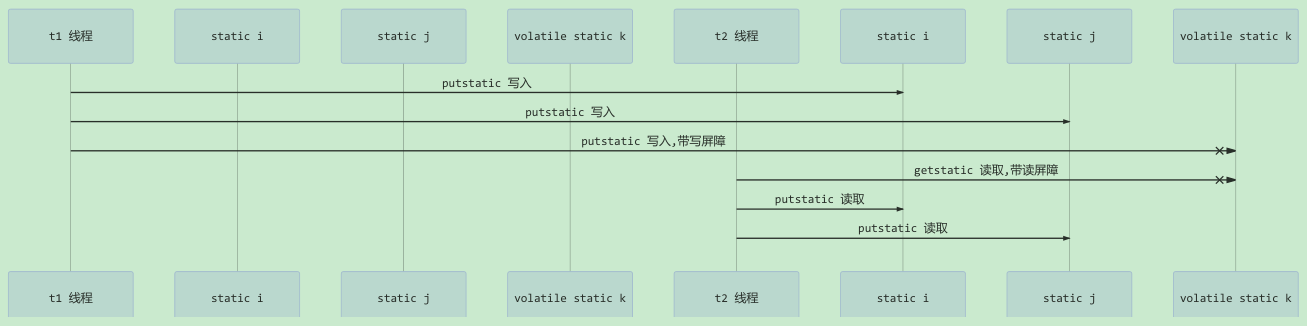 t1 线程
static i
static j
volatile static k
t2 线程
static i
static j
volatile static k
putstatic 写入
putstatic 写入
putstatic 写入,带写屏障
getstatic 读取,带读屏障
putstatic 读取
putstatic 读取
t1 线程
static i
static j
volatile static k
t2 线程
static i
static j
volatile static k